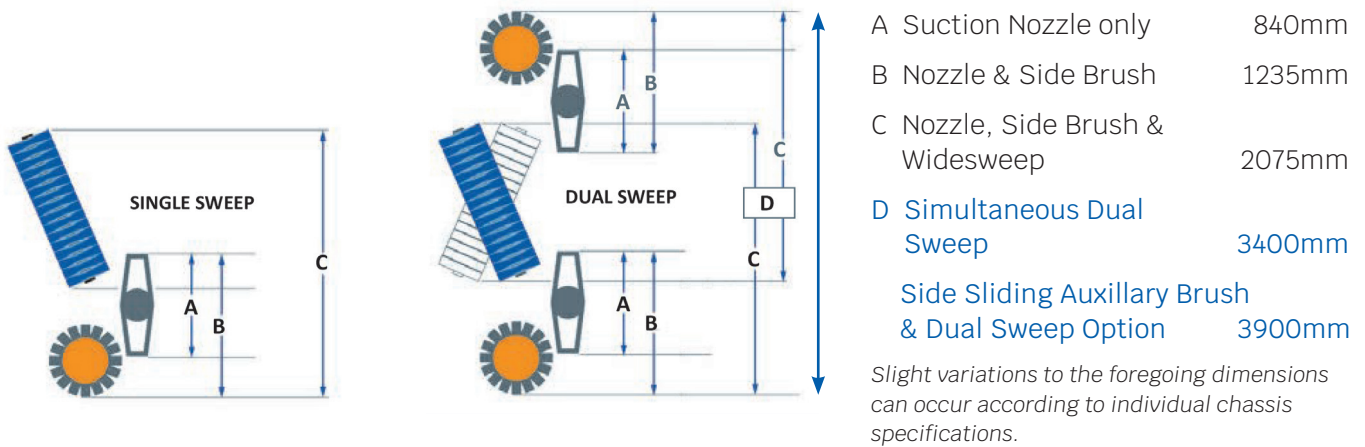 SINGLE SWEEP
C
A
B
DUAL SWEEP
A
B
C
D
C
A
B
A Suction Nozzle only 840mm
B Nozzle & Side Brush 1235mm
C Nozzle, Side Brush &
Widesweep 2075mm
D Simultaneous Dual
Sweep 3400mm
Side Sliding Auxillary Brush
& Dual Sweep Option 3900mm
Slight variations to the foregoing dimensions
can occur according to individual chassis
specifications.